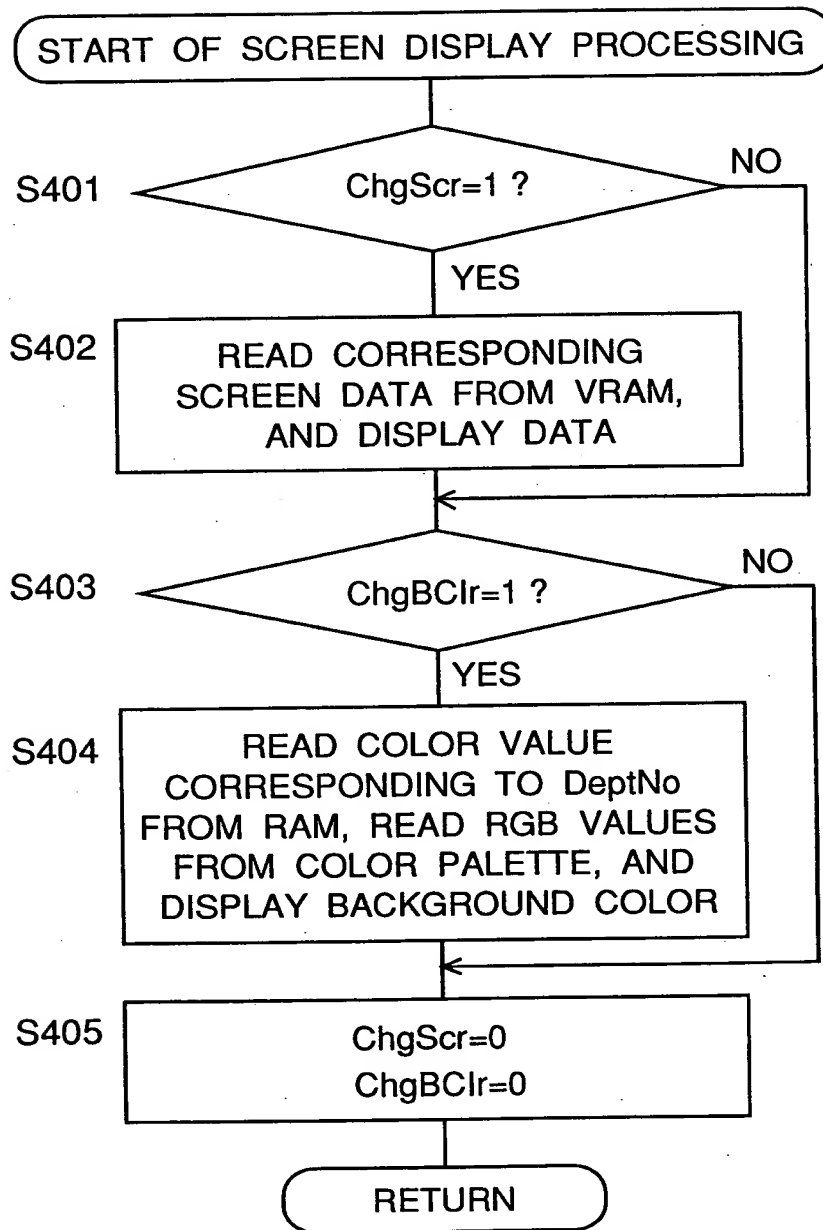 START OF SCREEN DISPLAY PROCESSING
S401
ChgScr=1 ?
NO
YES
S402
READ CORRESPONDING
SCREEN DATA FROM VRAM,
AND DISPLAY DATA
S403
ChgBClr=1 ?
NO
YES
S404
READ COLOR VALUE
CORRESPONDING TO DeptNo
FROM RAM, READ RGB VALUES
FROM COLOR PALETTE, AND
DISPLAY BACKGROUND COLOR
S405
ChgScr=0
ChgBClr=0
RETURN